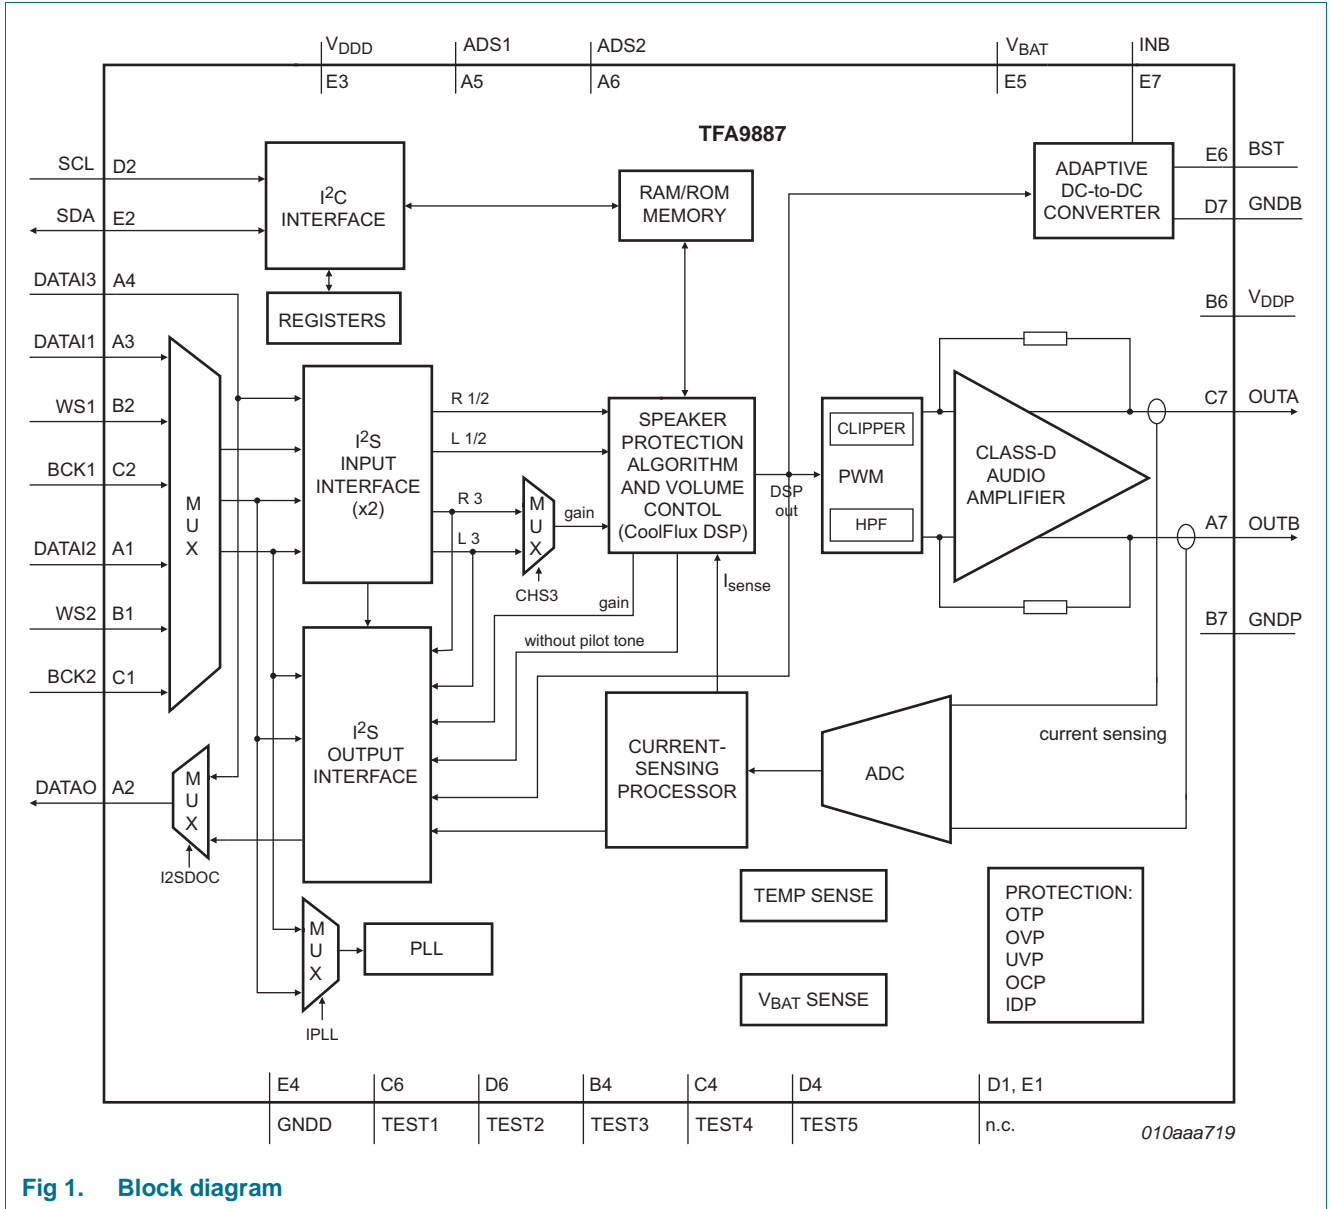 VDDD
ADS1
ADS2
VBAT
INB
E3
A5
A6
E5
E7
TFA9887
SCL
D2
SDA
E2
DATAI3
A4
DATAI1
A3
WS1
B2
BCK1
C2
DATAI2
A1
WS2
B1
BCK2
C1
DATAO
A2
I2C
INTERFACE
REGISTERS
RAM/ROM
MEMORY
ADAPTIVE
DC-to-DC
CONVERTER
E6
BST
D7
GNDB
B6
VDDP
C7
OUTA
A7
OUTB
B7
GNDP
MUX
I2S
INPUT
INTERFACE
(x2)
R 1/2
L 1/2
R 3
L 3
MUX
CHS3
gain
SPEAKER
PROTECTION
ALGORITHM
AND VOLUME
CONTOL
(CoolFlux DSP)
DSP
out
CLIPPER
PWM
HPF
CLASS-D
AUDIO
AMPLIFIER
Isense
gain
without pilot tone
I2S
OUTPUT
INTERFACE
CURRENT-
SENSING
PROCESSOR
ADC
current sensing
MUX
I2SDOC
MUX
IPLL
PLL
TEMP SENSE
VBAT SENSE
PROTECTION:
OTP
OVP
UVP
OCP
IDP
E4
C6
D6
B4
C4
D4
D1, E1
GNDD
TEST1
TEST2
TEST3
TEST4
TEST5
n.c.
010aaa719
Fig 1. Block diagram